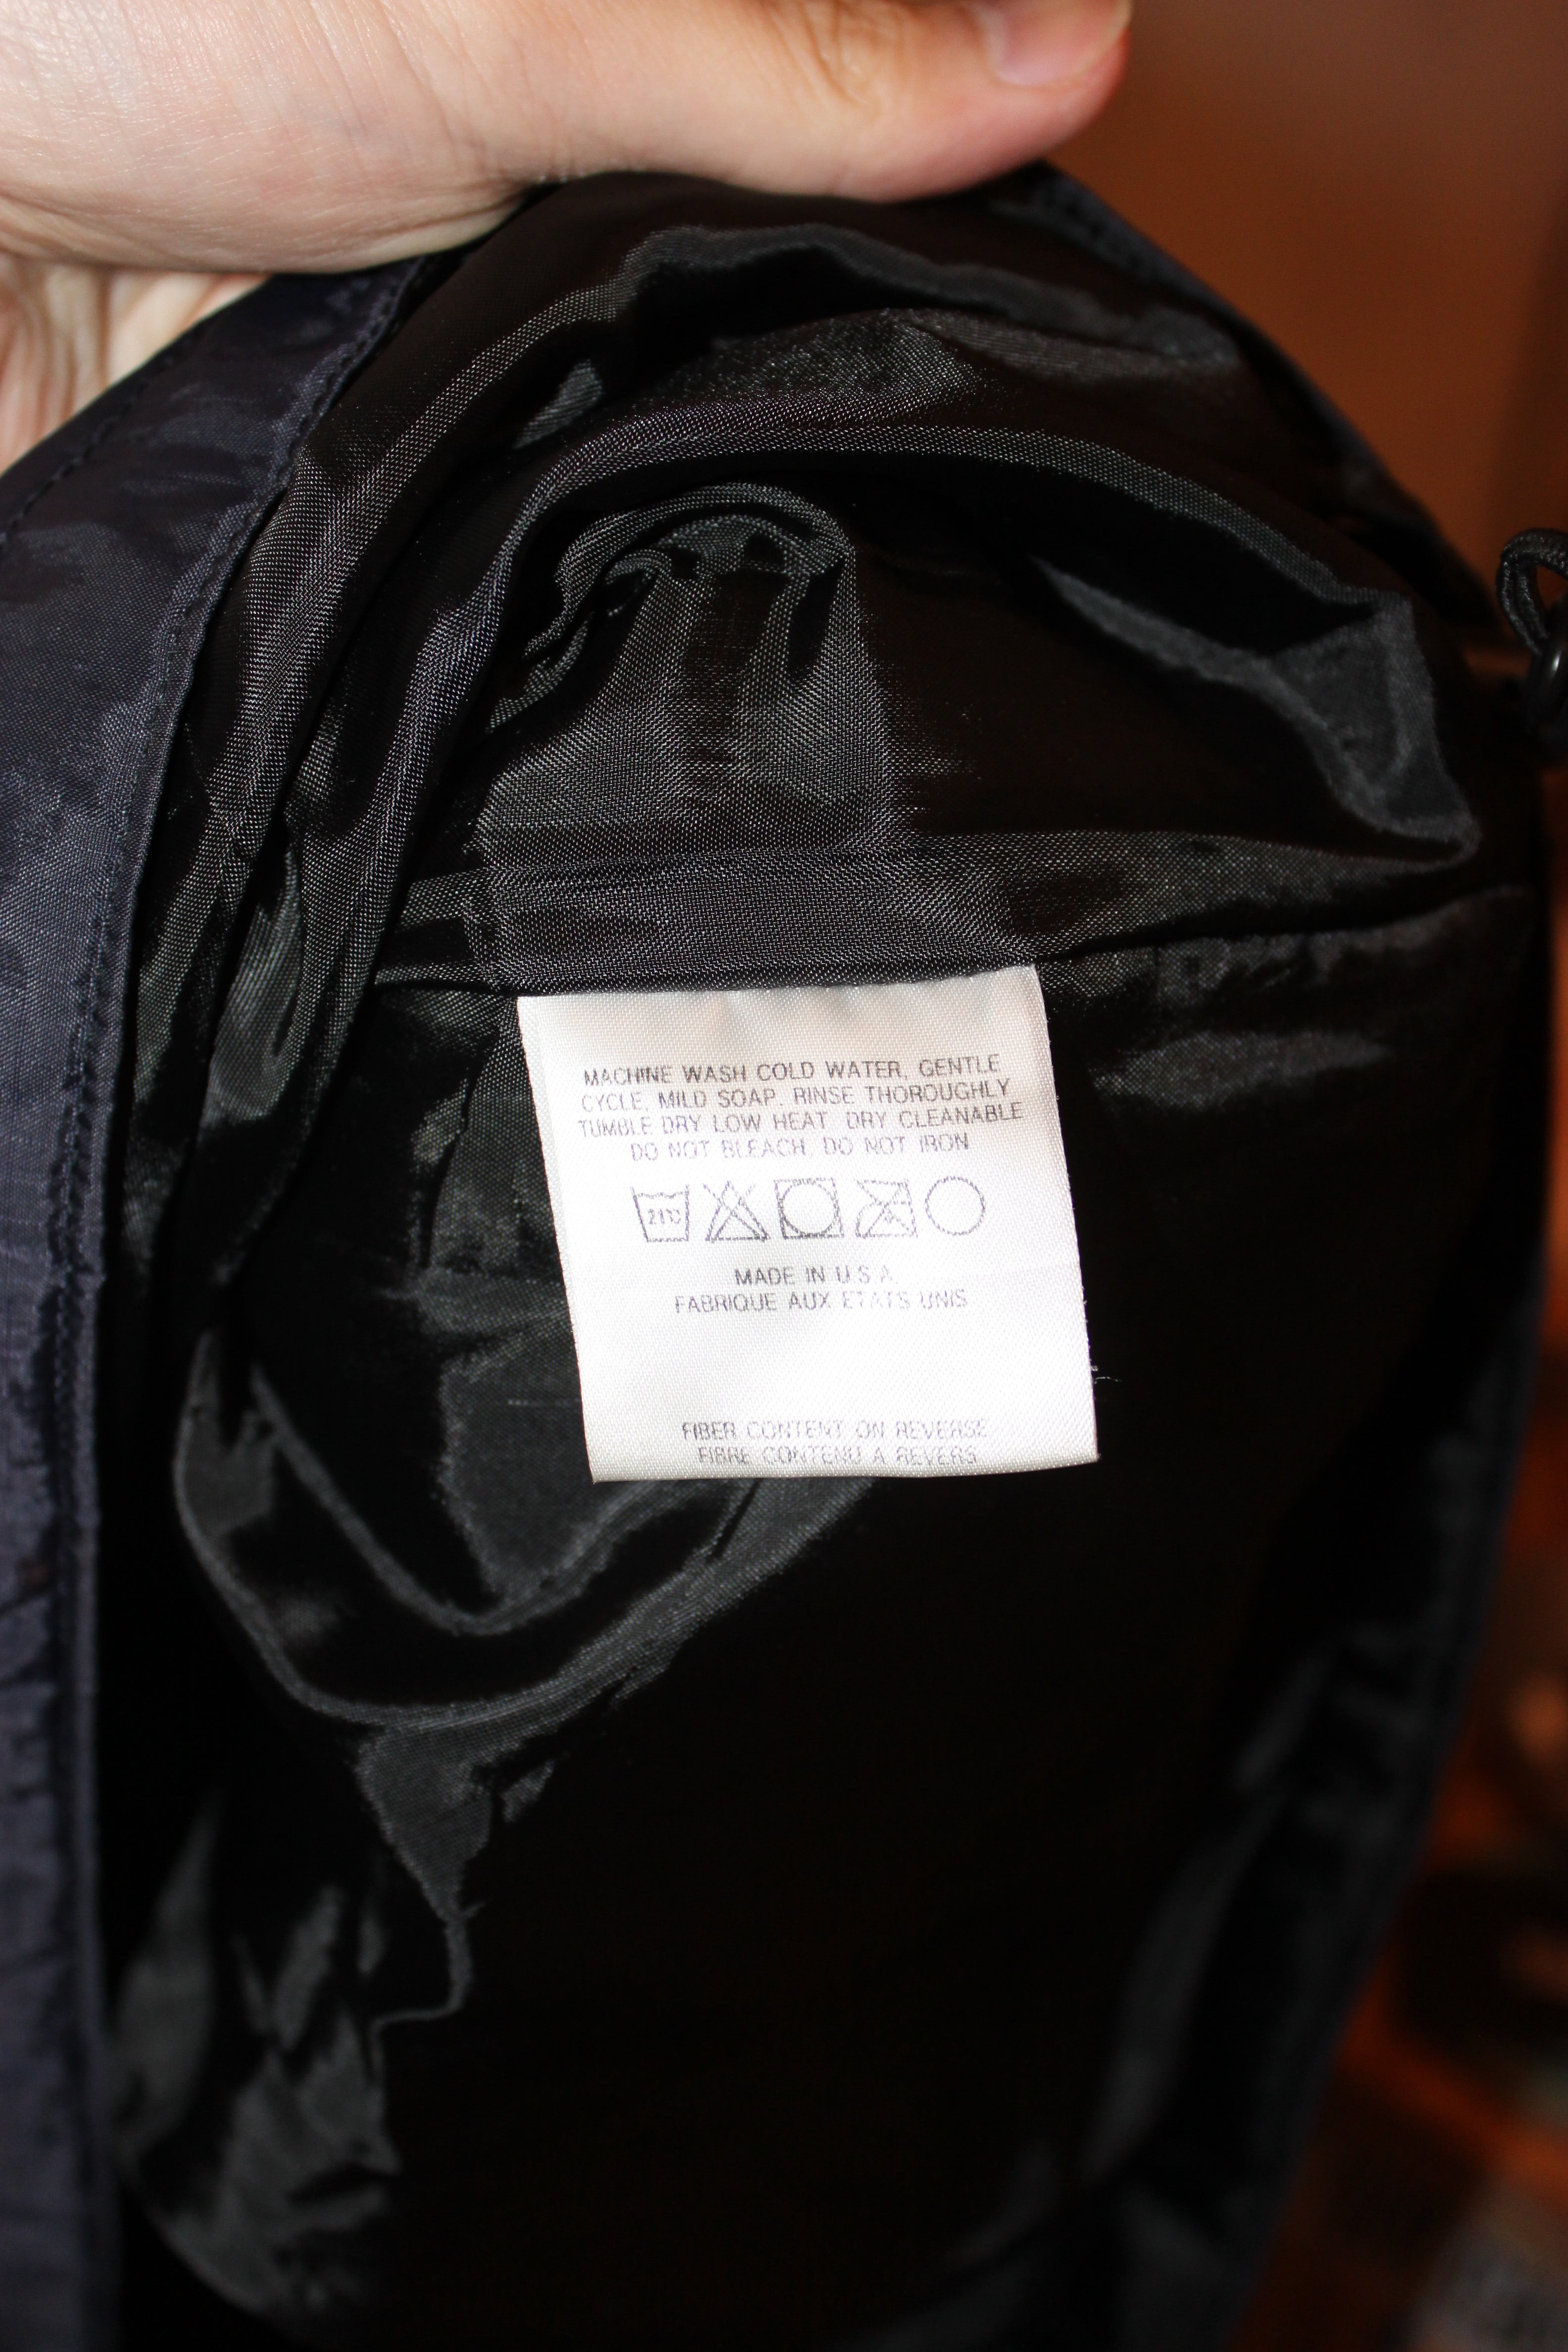 MACHINE WASH COLD WATER, GENTLE
CYCLE, MILD SOAP. RINSE THOROUGHLY
TUMBLE DRY LOW HEAT DRY CLEANABLE
DO NOT BLEACH, DO NOT IRON
21°C
MADE IN U.S.A.
FABRIQUE AUX ETATS UNIS
FIBER CONTENT ON REVERSE
FIBRE CONTENU A REVERS